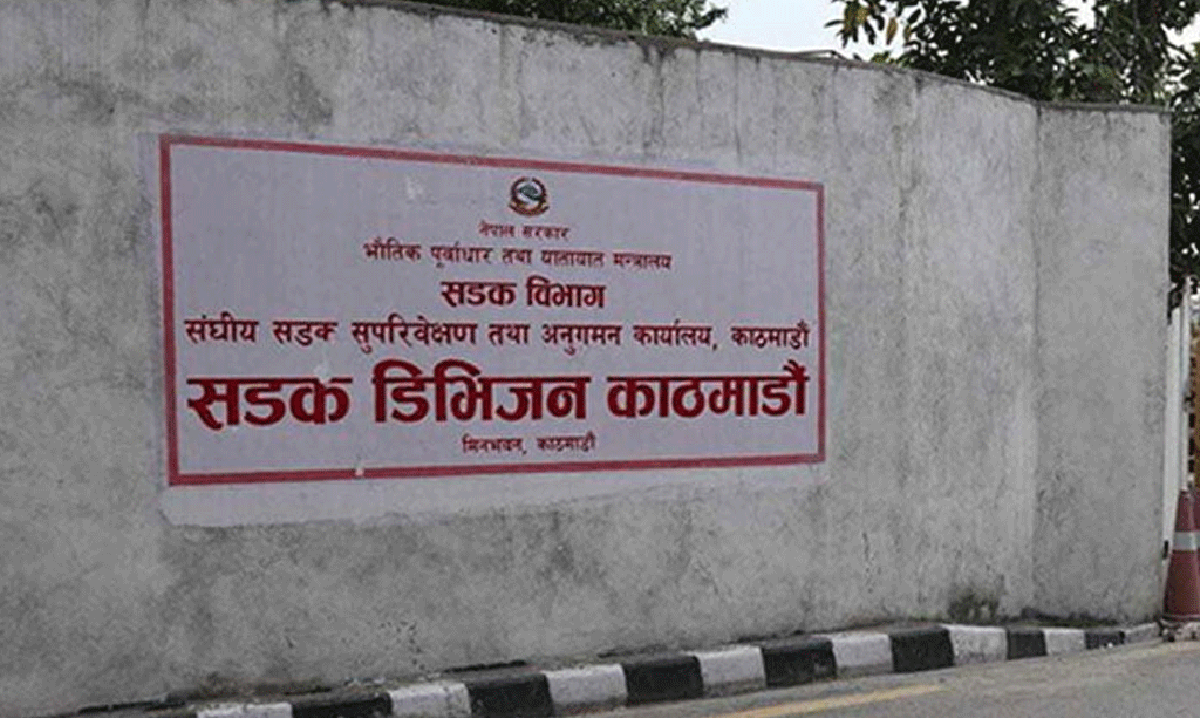 नेपाल सरकार
भौतिक पूर्वाधार तथा यातायात मन्त्रालय
सडक विभाग
संघीय सडक सुपरिवेक्षण तथा अनुगमन कार्यालय, काठमाडौं
सडक डिभिजन काठमाडौं
मिनभवन, काठमाडौं